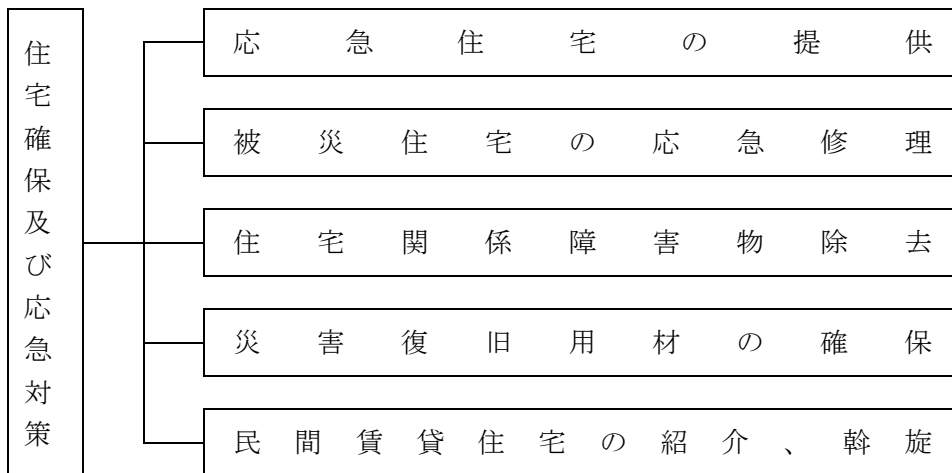 住宅確保及び応急対策
応急住宅の提供
被災住宅の応急修理
住宅関係障害物除去
災害復旧用材の確保
民間賃貸住宅の紹介、斡旋